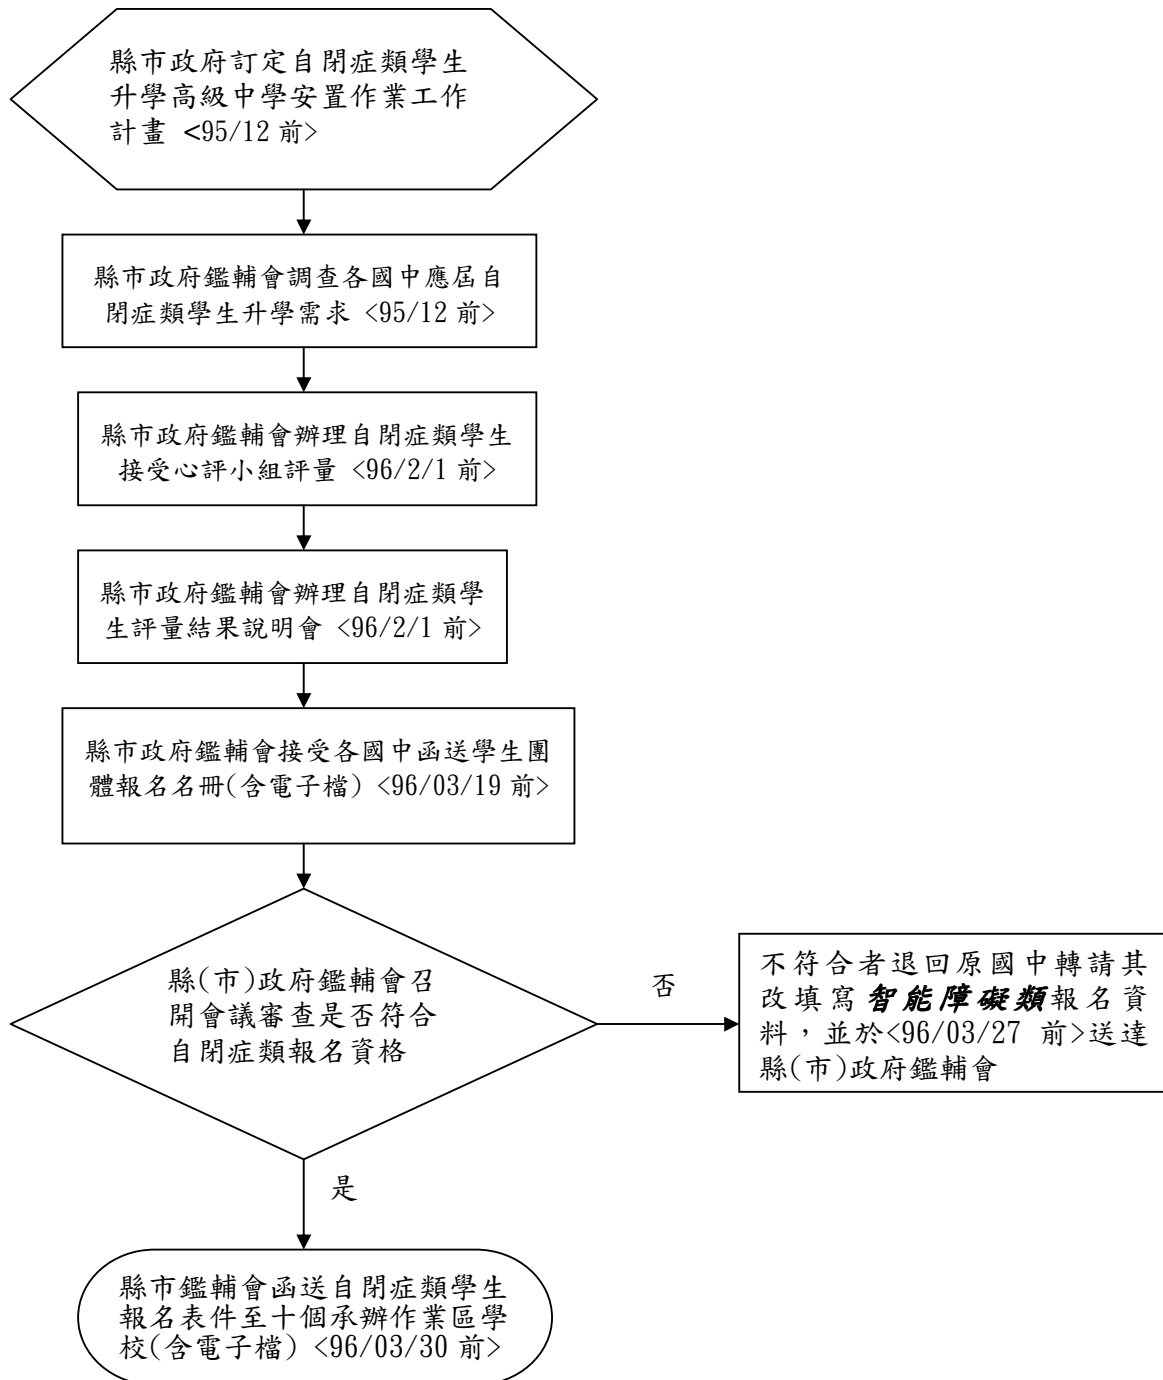 縣市政府訂定自閉症類學生
升學高級中學安置作業工作
計畫 <95/12 前>
縣市政府鑑輔會調查各國中應屆自
閉症類學生升學需求 <95/12 前>
縣市政府鑑輔會辦理自閉症類學生
接受心評小組評量 <96/2/1 前>
縣市政府鑑輔會辦理自閉症類學
生評量結果說明會 <96/2/1 前>
縣市政府鑑輔會接受各國中函送學生團
體報名名冊(含電子檔) <96/03/19 前>
縣(市)政府鑑輔會召
開會議審查是否符合
自閉症類報名資格
否
不符合者退回原國中轉請其
改填寫智能障礙類報名資
料，並於<96/03/27 前>送達
縣(市)政府鑑輔會
是
縣市鑑輔會函送自閉症類學生
報名表件至十個承辦作業區學
校(含電子檔) <96/03/30 前>